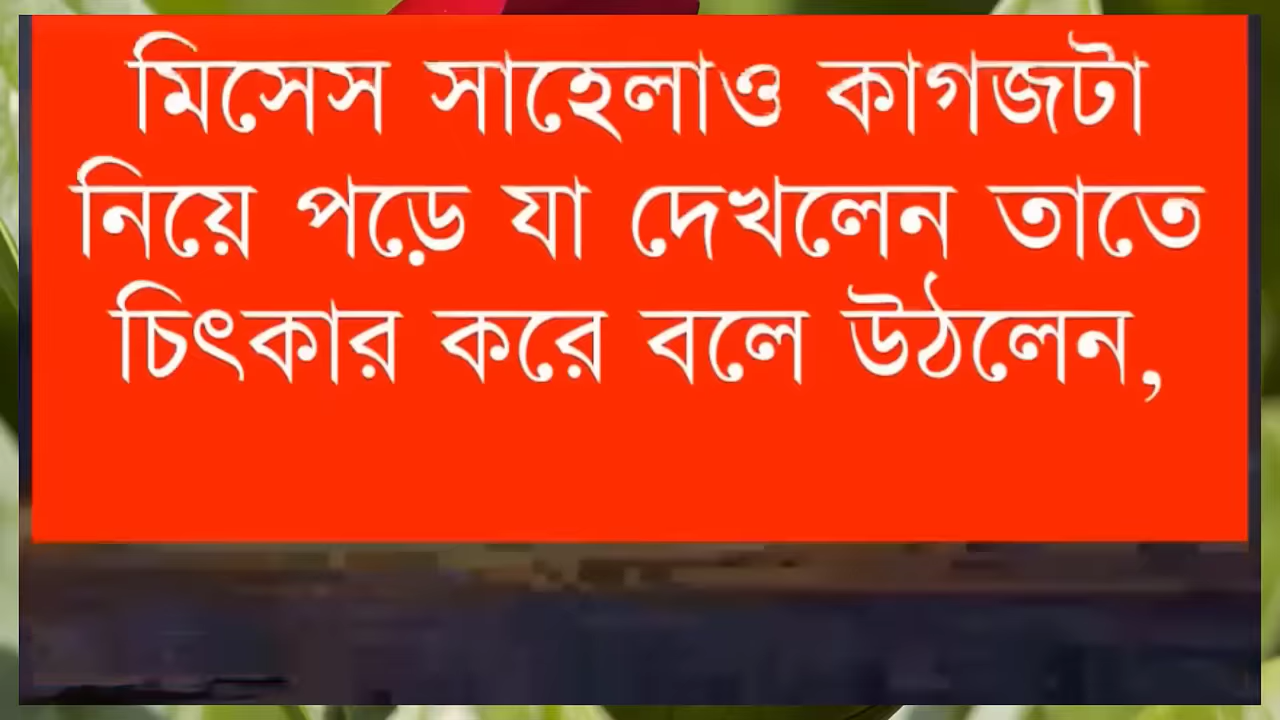 মিসেস সাহেলাও কাগজটা
নিয়ে পড়ে যা দেখলেন তাতে
চিৎকার করে বলে উঠলেন,